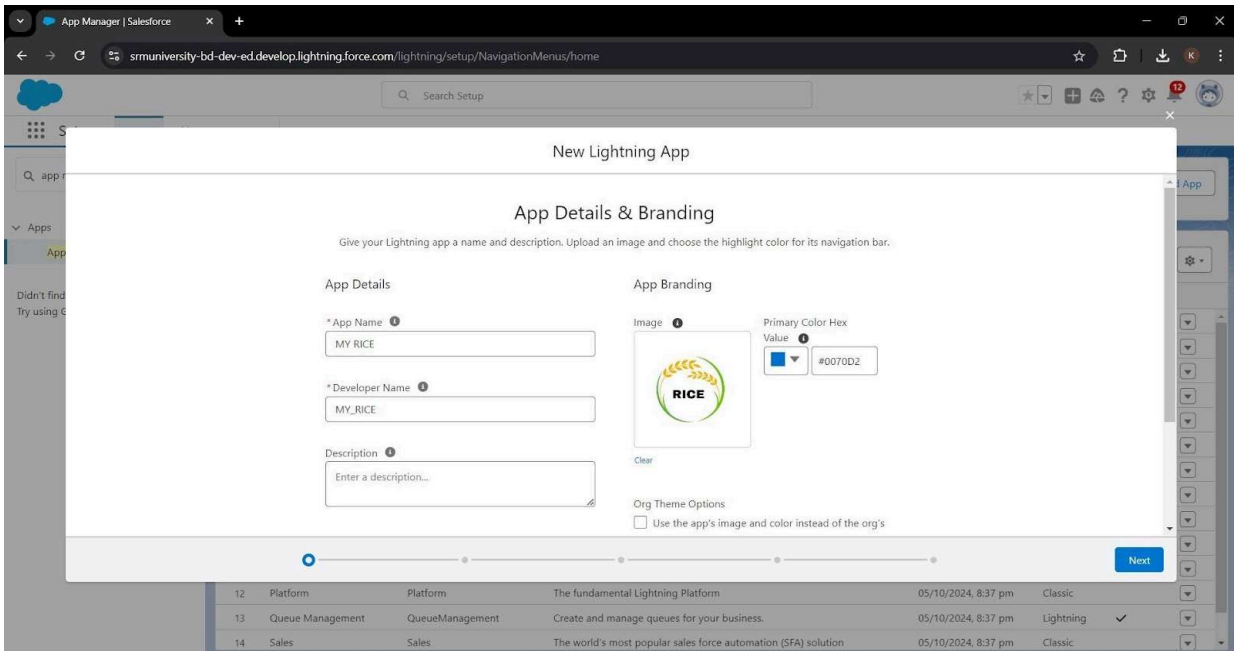 App Manager | Salesforce
srmuniversity-bd-dev-ed.develop.lightning.force.com/lightning/setup/NavigationMenus/home
K
Search Setup
12
New Lightning App
App Details & Branding
Give your Lightning app a name and description. Upload an image and choose the highlight color for its navigation bar.
App Details
App Branding
*App Name
MY RICE
Image
Primary Color Hex
Value
#0070D2
RICE
*Developer Name
MY_RICE
Clear
Description
Enter a description...
Org Theme Options
Use the app's image and color instead of the org's
Next
Apps
App
Didn't find
Try using
App
12 Platform Platform The fundamental Lightning Platform 05/10/2024, 8:37 pm Classic
13 Queue Management QueueManagement Create and manage queues for your business. 05/10/2024, 8:37 pm Lightning
14 Sales Sales The world's most popular sales force automation (SFA) solution 05/10/2024, 8:37 pm Classic